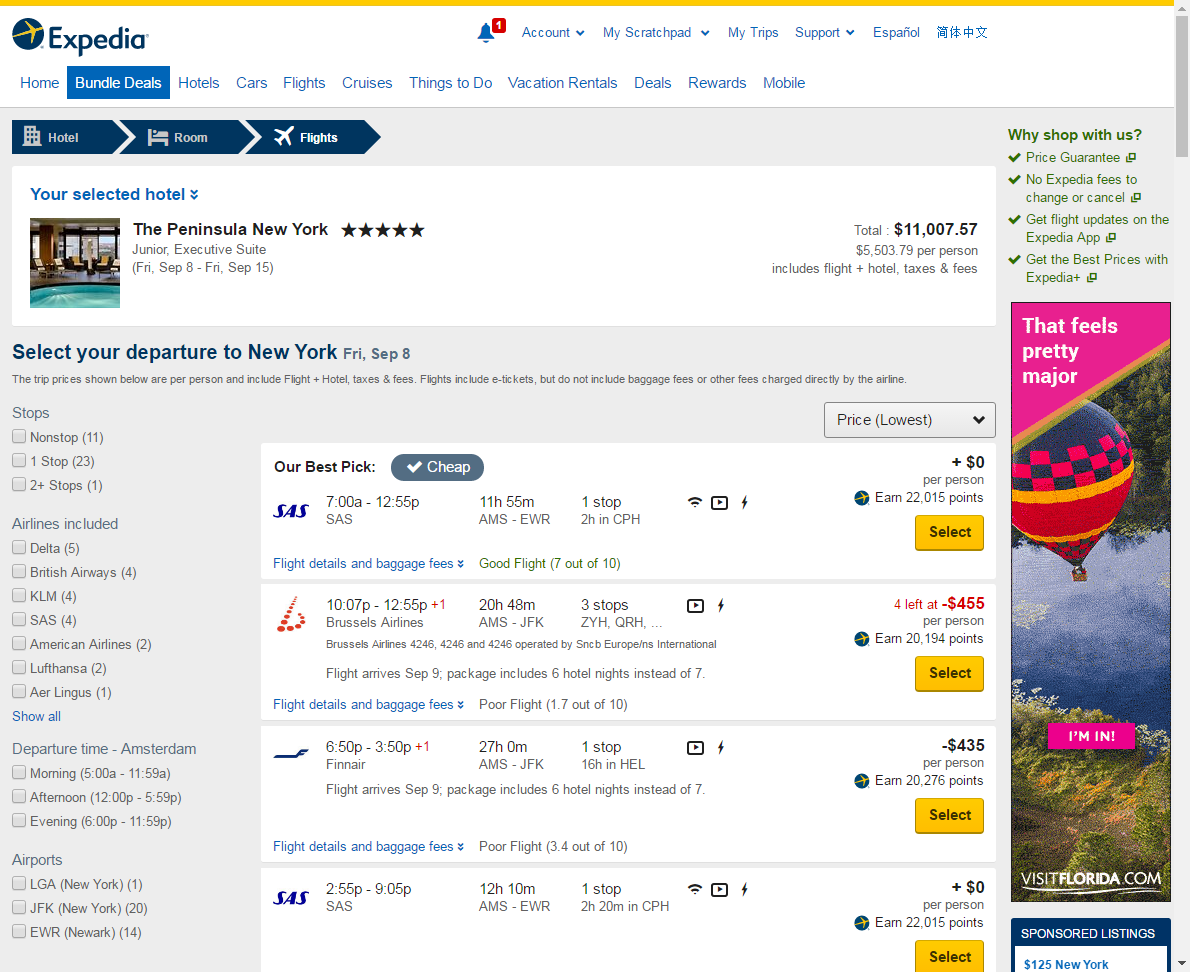 Expedia
1
Account
My Scratchpad
My Trips
Support
Español
简体中文
Home
Bundle Deals
Hotels
Cars
Flights
Cruises
Things to Do
Vacation Rentals
Deals
Rewards
Mobile
Hotel
Room
Flights
Your selected hotel
The Peninsula New York
Junior, Executive Suite
(Fri, Sep 8 - Fri, Sep 15)
Total : $11,007.57
$5,503.79 per person
includes flight + hotel, taxes & fees
Select your departure to New York Fri, Sep 8
The trip prices shown below are per person and include Flight + Hotel, taxes & fees. Flights include e-tickets, but do not include baggage fees or other fees charged directly by the airline.
Stops
Nonstop (11)
1 Stop (23)
2+ Stops (1)
Airlines included
Delta (5)
British Airways (4)
KLM (4)
SAS (4)
American Airlines (2)
Lufthansa (2)
Aer Lingus (1)
Show all
Departure time - Amsterdam
Morning (5:00a - 11:59a)
Afternoon (12:00p - 5:59p)
Evening (6:00p - 11:59p)
Airports
LGA (New York) (1)
JFK (New York) (20)
EWR (Newark) (14)
Price (Lowest)
Our Best Pick:
Cheap
+ $0
per person
Earn 22,015 points
SAS
7:00a - 12:55p
SAS
11h 55m
AMS - EWR
1 stop
2h in CPH
Select
Flight details and baggage fees
Good Flight (7 out of 10)
10:07p - 12:55p +1
Brussels Airlines
20h 48m
AMS - JFK
3 stops
ZYH, QRH, ...
4 left at -$455
per person
Earn 20,194 points
Brussels Airlines 4246, 4246 and 4246 operated by Sncb Europe/ns International
Flight arrives Sep 9; package includes 6 hotel nights instead of 7.
Select
Flight details and baggage fees
Poor Flight (1.7 out of 10)
6:50p - 3:50p +1
Finnair
27h 0m
AMS - JFK
1 stop
16h in HEL
-$435
per person
Earn 20,276 points
Flight arrives Sep 9; package includes 6 hotel nights instead of 7.
Select
Flight details and baggage fees
Poor Flight (3.4 out of 10)
SAS
2:55p - 9:05p
SAS
12h 10m
AMS - EWR
1 stop
2h 20m in CPH
+ $0
per person
Earn 22,015 points
Select
Why shop with us?
Price Guarantee
No Expedia fees to
change or cancel
Get flight updates on the
Expedia App
Get the Best Prices with
Expedia+
That feels
pretty
major
I'M IN!
VISITFLORIDA.COM
SPONSORED LISTINGS
$125 New York